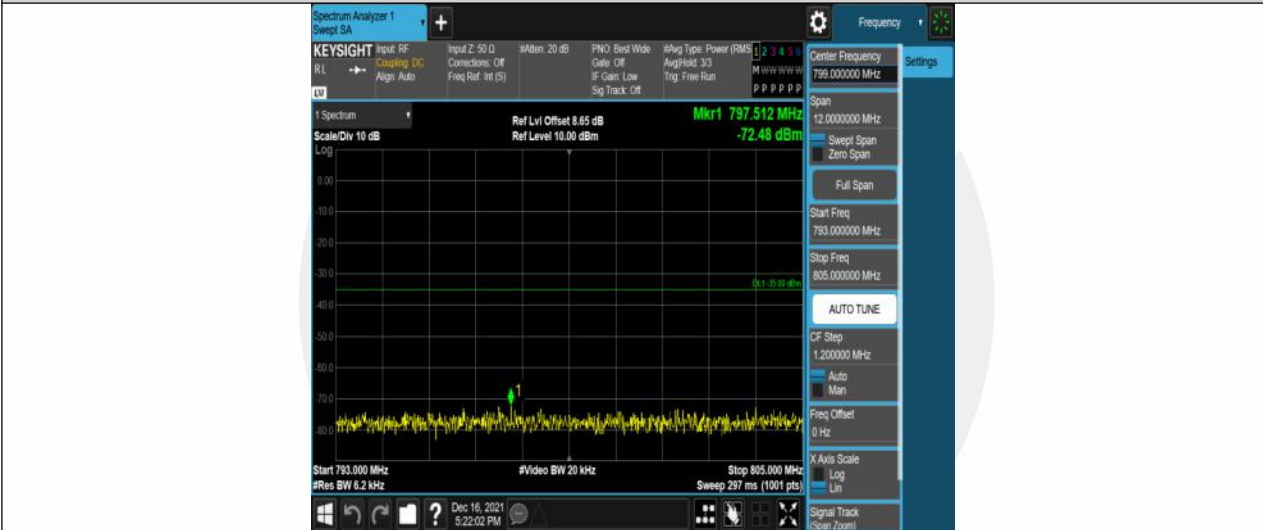 Spectrum Analyzer 1
Swept SA
+
Frequency
KEYSIGHT
RL
LV
Input: RF
Coupling: DC
Align: Auto
Input Z: 50 Ω
Corrections: Off
Freq Ref: Int (S)
#Atten: 20 dB
PNO: Best Wide
Gate: Off
IF Gain: Low
Sig Track: Off
#Avg Type: Power (RMS
Avg|Hold: 3/3
Trig: Free Run
1 2 3 4 5 6
M W W W W W
P P P P P P
1 Spectrum
Scale/Div 10 dB
Ref Lvl Offset 8.65 dB
Ref Level 10.00 dBm
Mkr1 797.512 MHz
-72.48 dBm
Log
0.00
-10.0
-20.0
-30.0
DL1 -35.00 dBm
-40.0
-50.0
-60.0
1
-70.0
-80.0
Start 793.000 MHz
#Video BW 20 kHz
Stop 805.000 MHz
#Res BW 6.2 kHz
Sweep 297 ms (1001 pts)
?
Dec 16, 2021
5:22:02 PM
Center Frequency
799.000000 MHz
Settings
Span
12.0000000 MHz
Swept Span
Zero Span
Full Span
Start Freq
793.000000 MHz
Stop Freq
805.000000 MHz
AUTO TUNE
CF Step
1.200000 MHz
Auto
Man
Freq Offset
0 Hz
X Axis Scale
Log
Lin
Signal Track
(Span Zoom)